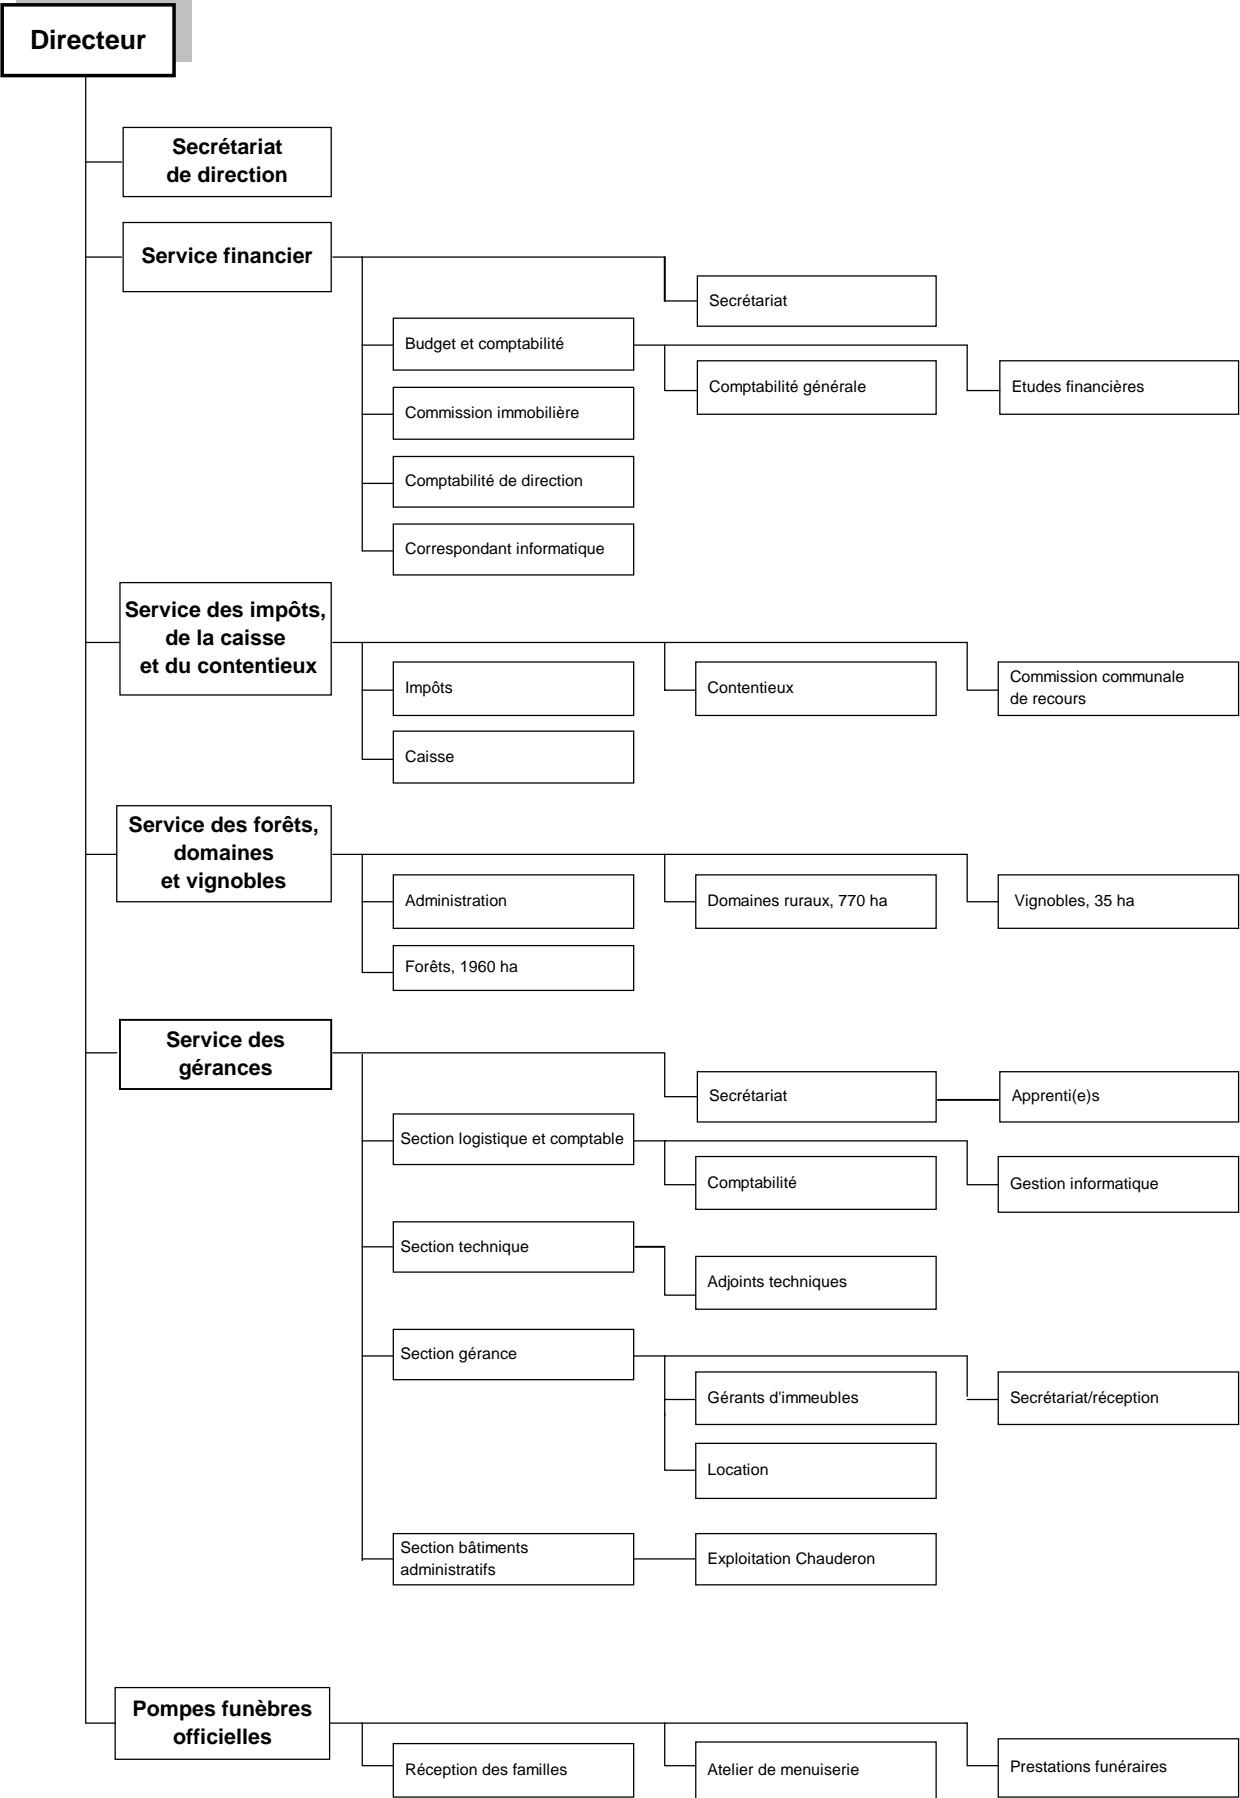 Directeur
Secrétariat
de direction
Service financier
Secrétariat
Budget et comptabilité
Comptabilité générale
Etudes financières
Commission immobilière
Comptabilité de direction
Correspondant informatique
Service des impôts,
de la caisse
et du contentieux
Impôts
Contentieux
Commission communale
de recours
Caisse
Service des forêts,
domaines
et vignobles
Administration
Domaines ruraux, 770 ha
Vignobles, 35 ha
Forêts, 1960 ha
Service des
gérances
Secrétariat
Apprenti(e)s
Section logistique et comptable
Comptabilité
Gestion informatique
Section technique
Adjoints techniques
Section gérance
Gérants d'immeubles
Secrétariat/réception
Location
Section bâtiments
administratifs
Exploitation Chauderon
Pompes funèbres
officielles
Réception des familles
Atelier de menuiserie
Prestations funéraires